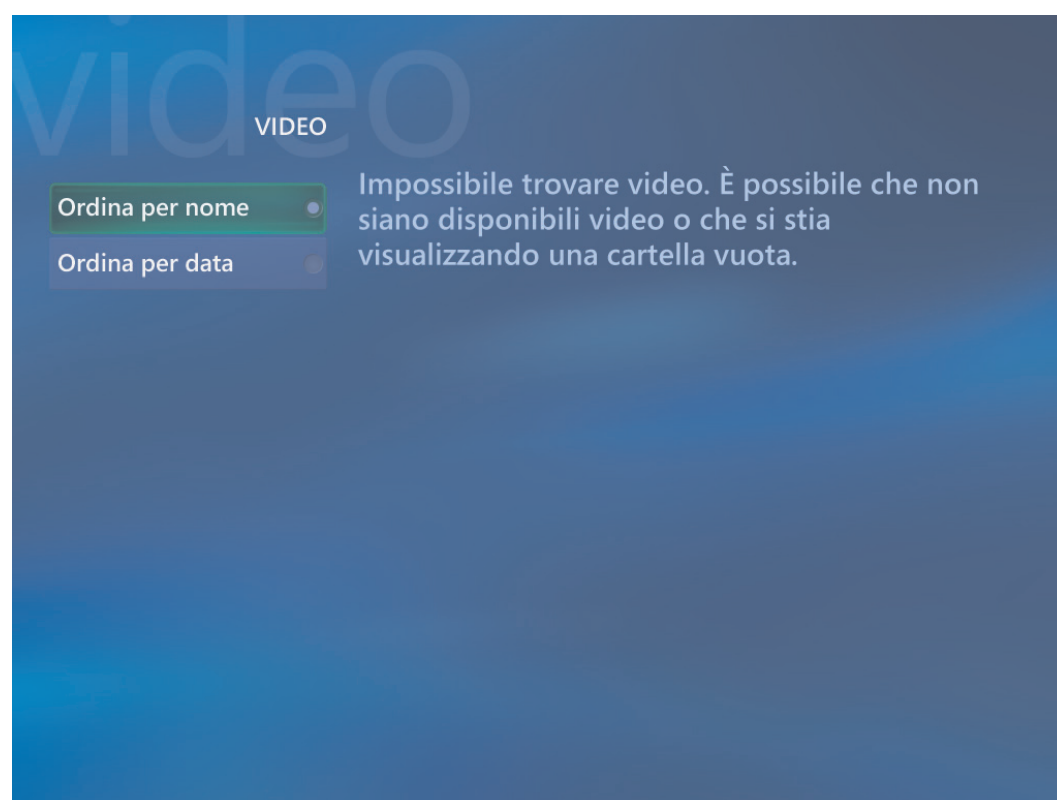 video
VIDEO
Ordina per nome
Ordina per data
Impossibile trovare video. È possibile che non
siano disponibili video o che si stia
visualizzando una cartella vuota.